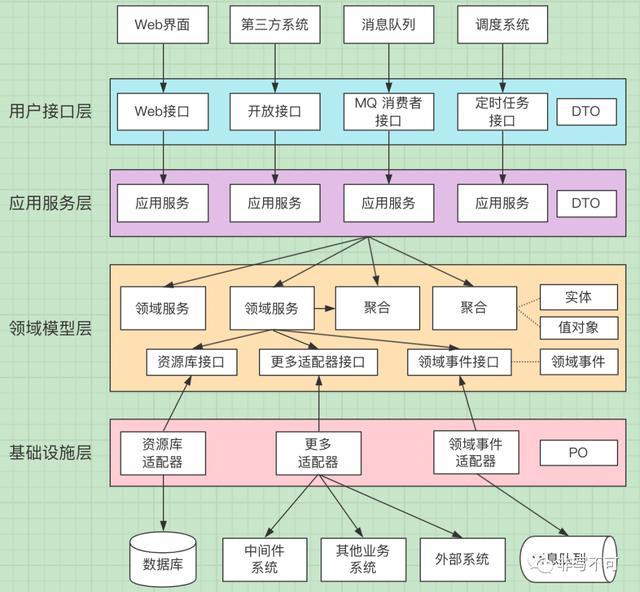 Web界面
第三方系统
消息队列
调度系统
用户接口层
Web接口
开放接口
MQ 消费者
接口
定时任务
接口
DTO
应用服务层
应用服务
应用服务
应用服务
应用服务
DTO
领域模型层
领域服务
领域服务
聚合
聚合
实体
值对象
资源库接口
更多适配器接口
领域事件接口
领域事件
基础设施层
资源库
适配器
更多
适配器
领域事件
适配器
PO
数据库
中间件
系统
其他业务
系统
外部系统
息队列
非写不可